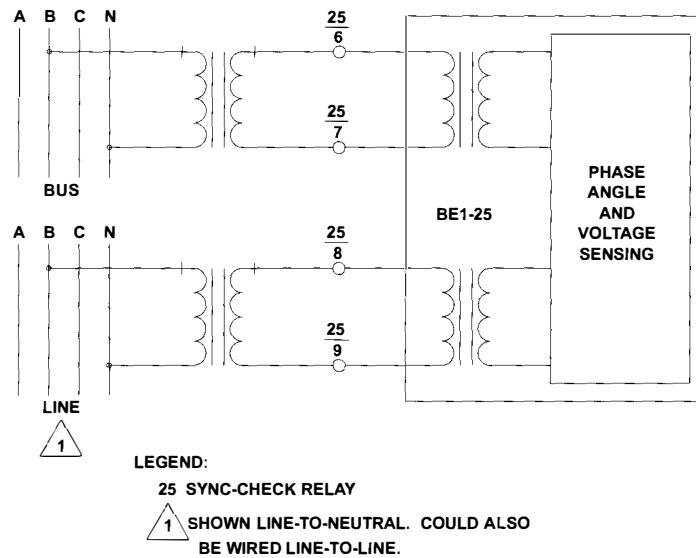 A B C N
25
6
25
7
BUS
BE1-25
PHASE
ANGLE
AND
VOLTAGE
SENSING
A B C N
25
8
25
9
LINE
1
LEGEND:
25 SYNC-CHECK RELAY
1 SHOWN LINE-TO-NEUTRAL. COULD ALSO
BE WIRED LINE-TO-LINE.